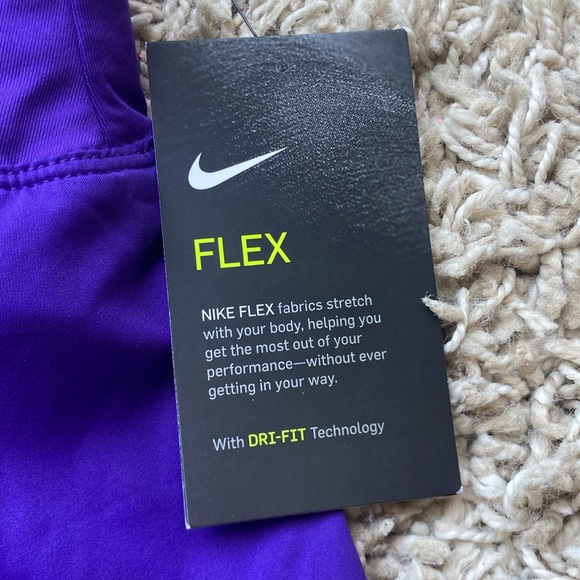 FLEX
NIKE FLEX fabrics stretch
with your body, helping you
get the most out of your
performance—without ever
getting in your way.
With DRI-FIT Technology